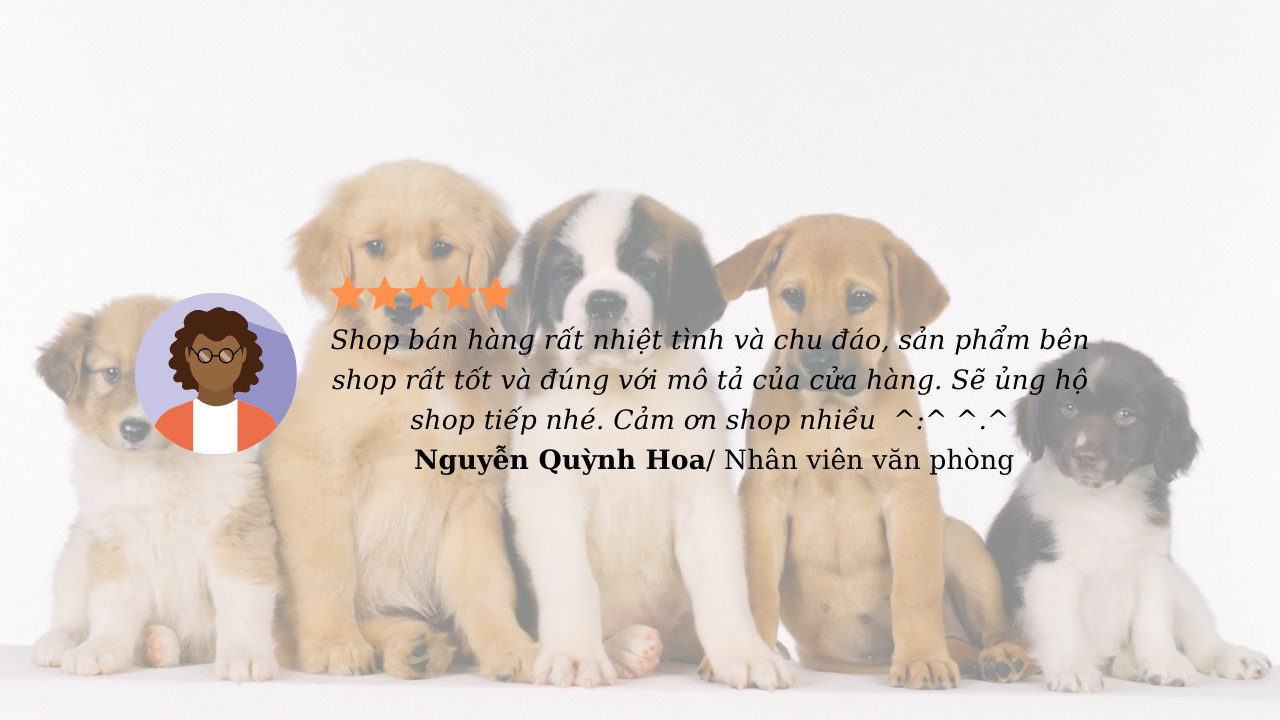 Shop bán hàng rất nhiệt tình và chu đáo, sản phẩm bên
shop rất tốt và đúng với mô tả của cửa hàng. Sẽ ủng hộ
shop tiếp nhé. Cảm ơn shop nhiều ^:^ ^.^
Nguyễn Quỳnh Hoa/ Nhân viên văn phòng